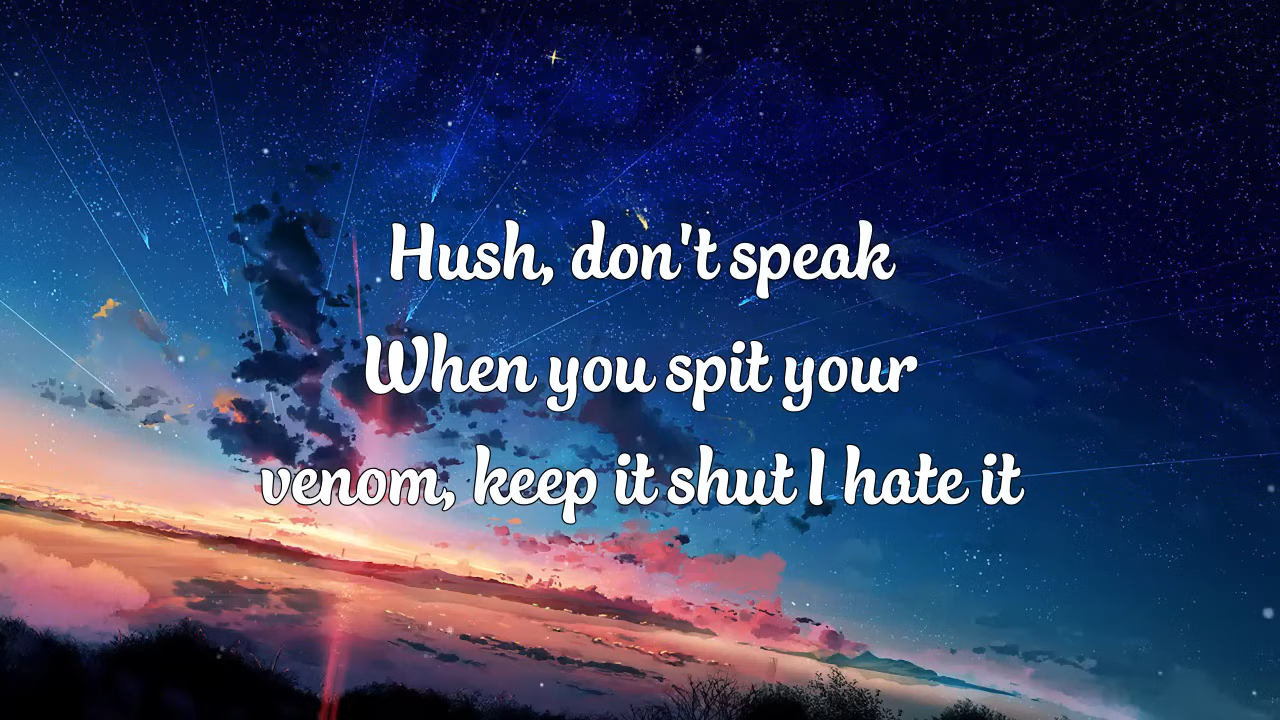 Hush, don't speak
When you spit your
venom, keep it shut I hate it